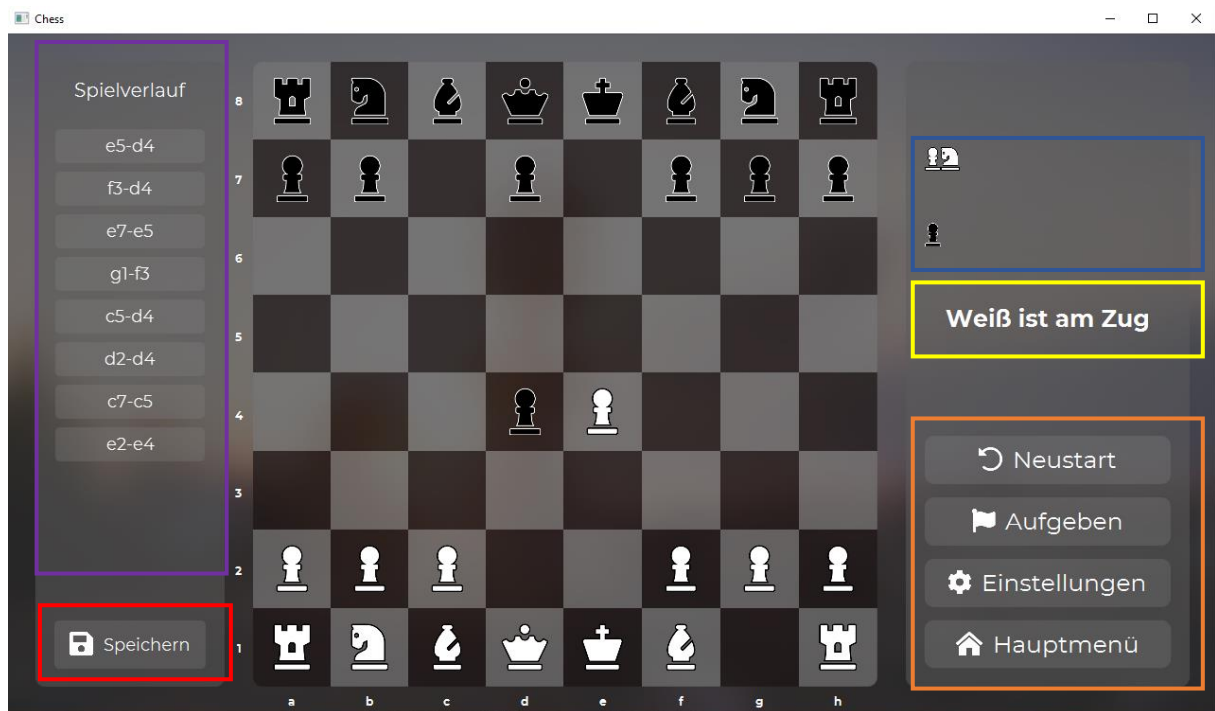 Chess
Spielverlauf
e5-d4
f3-d4
e7-e5
g1-f3
c5-d4
d2-d4
c7-c5
e2-e4
Speichern
8
7
6
5
4
3
2
1
a b c d e f g h
Weiß ist am Zug
Neustart
Aufgeben
Einstellungen
Hauptmenü